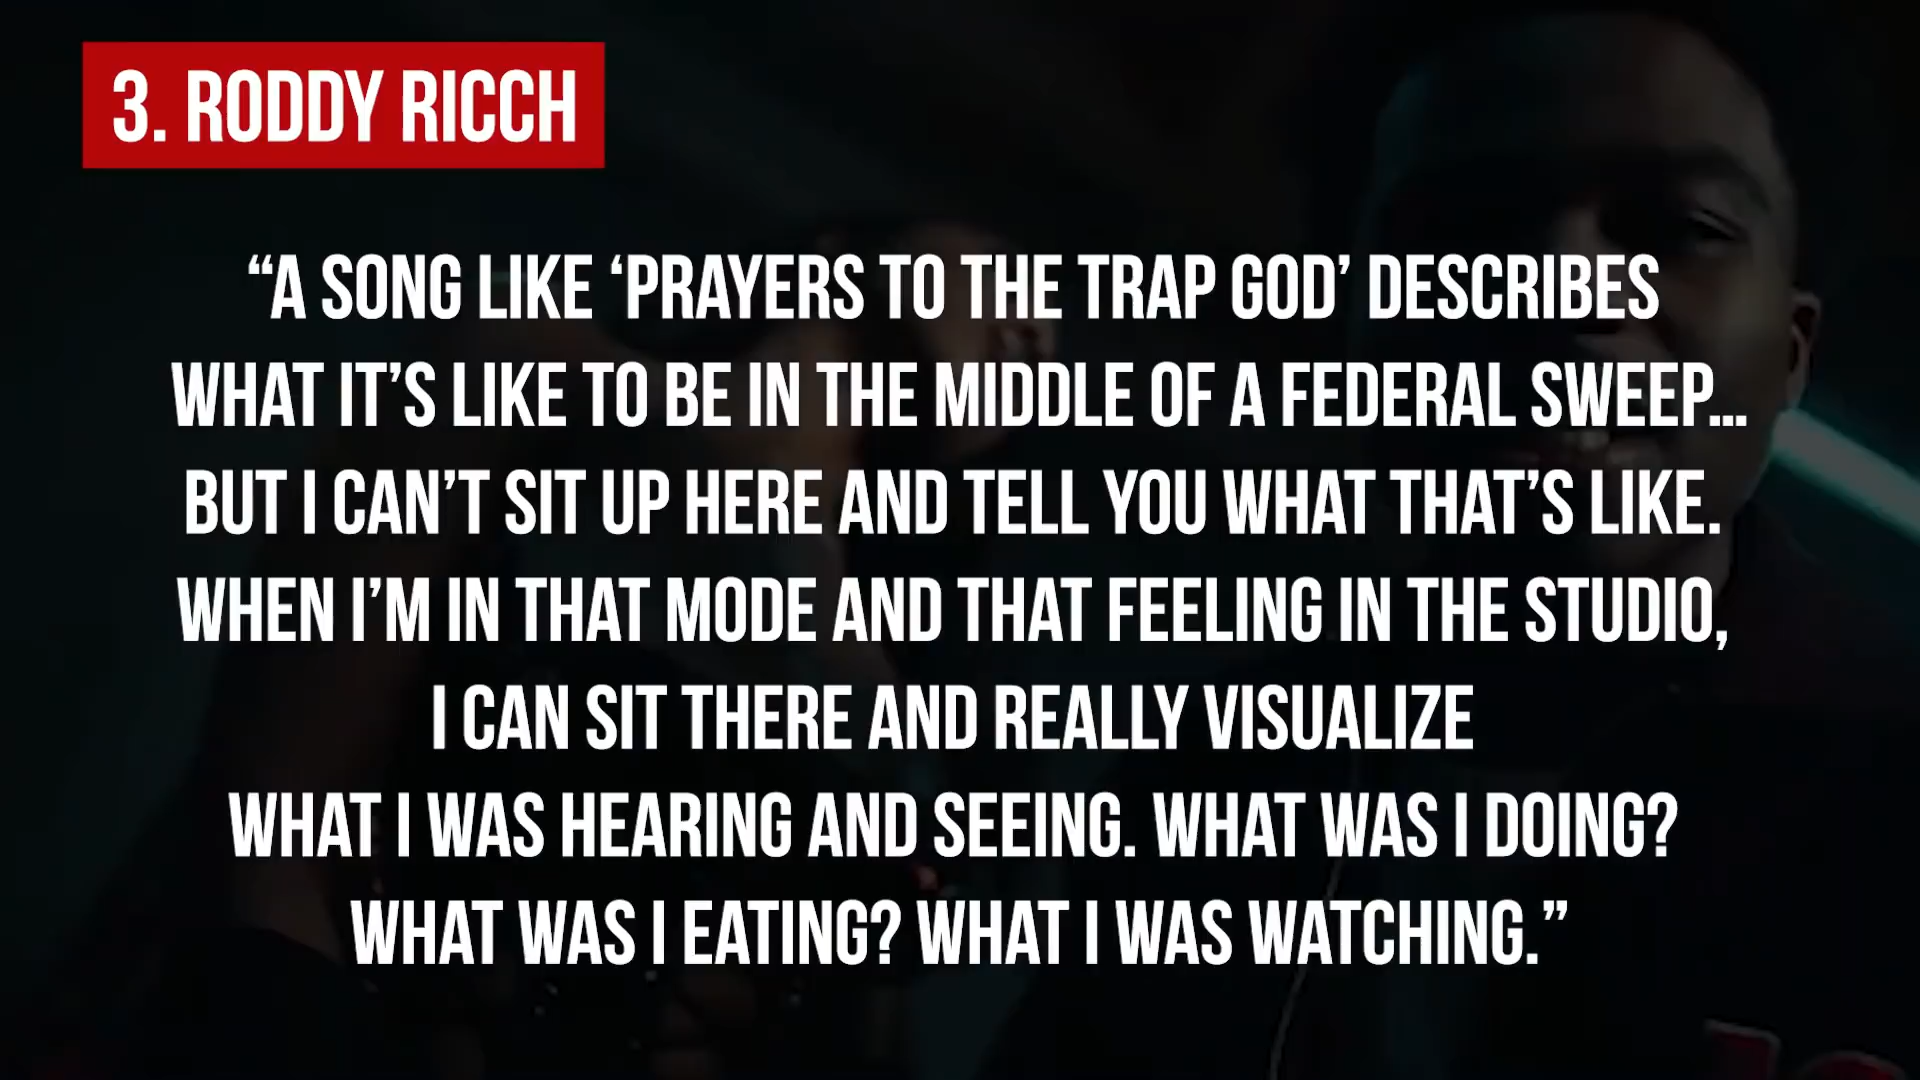 3. RODDY RICCH
“A SONG LIKE ‘PRAYERS TO THE TRAP GOD’ DESCRIBES
WHAT IT’S LIKE TO BE IN THE MIDDLE OF A FEDERAL SWEEP...
BUT I CAN’T SIT UP HERE AND TELL YOU WHAT THAT’S LIKE.
WHEN I’M IN THAT MODE AND THAT FEELING IN THE STUDIO,
I CAN SIT THERE AND REALLY VISUALIZE
WHAT I WAS HEARING AND SEEING. WHAT WAS I DOING?
WHAT WAS I EATING? WHAT I WAS WATCHING.”